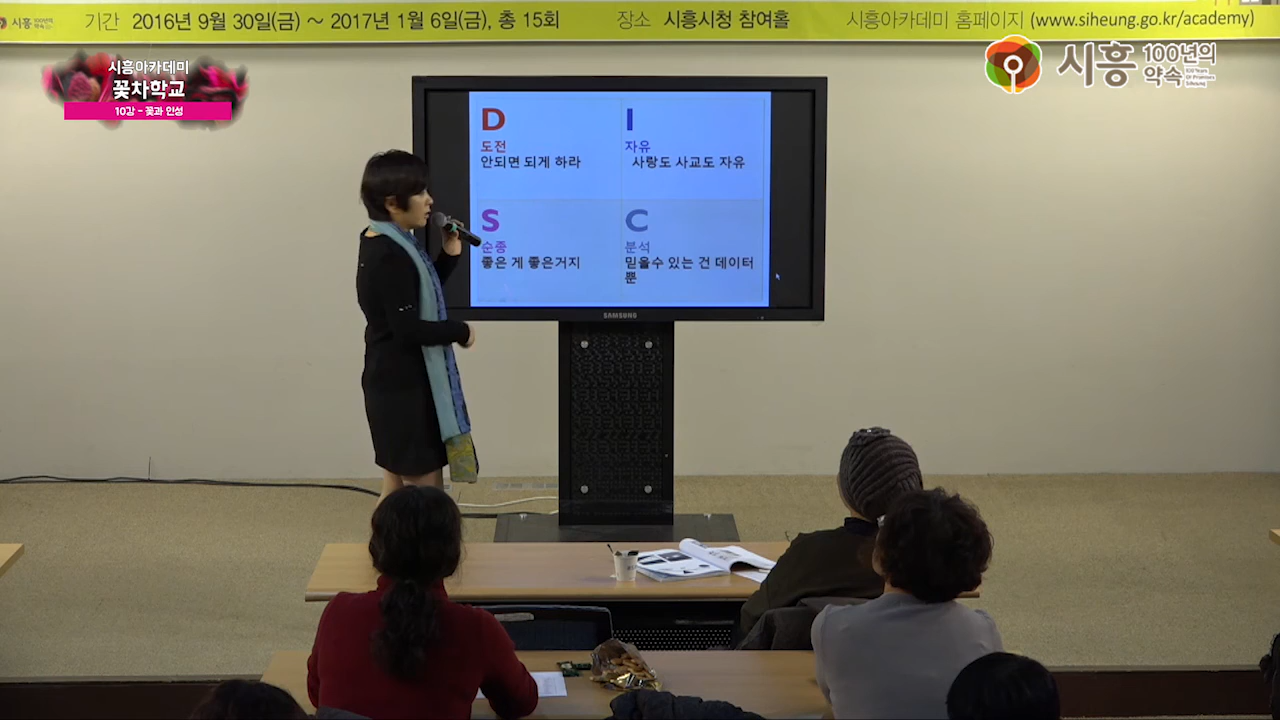 시흥 기간 2016년 9월 30일(금) ~ 2017년 1월 6일(금), 총 15회 장소 시흥시청 참여홀 시흥아카데미 홈페이지 (www.siheung.go.kr/academy)
시흥아카데미
꽃차학교
10강 - 꽃과 인성
시흥 100년의 약속
D
도전
안되면 되게 하라
I
자유
사랑도 사교도 자유
S
순종
좋은 게 좋은거지
C
분석
믿을수 있는 건 데이터
뿐
SAMSUNG